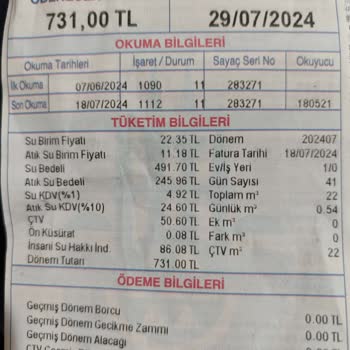 731,00 TL 29/07/2024
OKUMA BİLGİLERİ
Okuma Tarihleri İşaret / Durum Sayaç Seri No Okuyucu
İlk Okuma 07/06/2024 1090 11 283271 -
Son Okuma 18/07/2024 1112 11 283271 180521
TÜKETİM BİLGİLERİ
Su Birim Fiyatı 22.35 TL Dönem 202407
Atık Su Birim Fiyatı 11.18 TL Fatura Tarihi 18/07/2024
Su Bedeli 491.70 TL Ev/İş Yeri 1/0
Atık Su Bedeli 245.96 TL Gün Sayısı 41
Su KDV(%1) 4.92 TL Toplam m³ 22
Atık Su KDV(%10) 24.60 TL Günlük m³ 0.54
ÇTV 50.60 TL Ek m³ 0
Ön Küsürat 0.08 TL Fark m³ 0
İnsani Su Hakkı İnd. 86.08 TL ÇTV m³ 22
Dönem Tutarı 731.00 TL
ÖDEME BİLGİLERİ
Geçmiş Dönem Borcu 0.00 TL
Geçmiş Dönem Gecikme Zammı 0.00 TL
Geçmiş Dönem Alacağı 0.00 TL